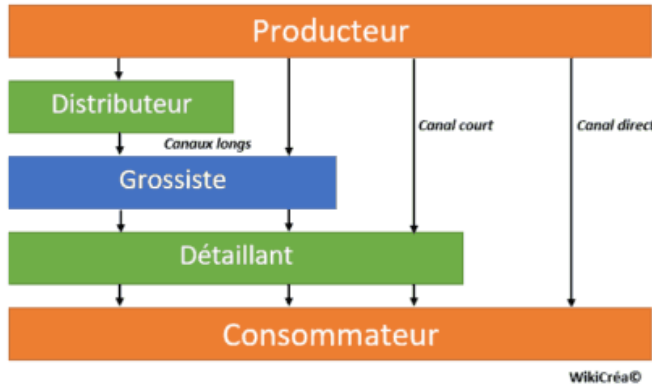 Producteur
Distributeur
Canal court
Canal direct
Canaux longs
Grossiste
Détaillant
Consommateur
WikiCréa©